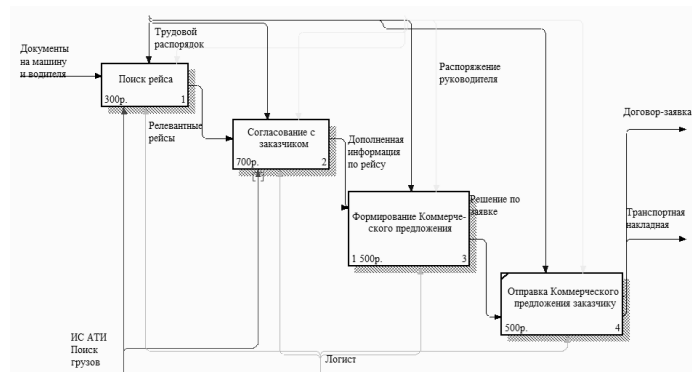 Трудовой
распорядок
Документы
на машину
и водителя
Поиск рейса
300р. 1
Распоряжение
руководителя
Релевантные
рейсы
Согласование с
заказчиком
700р. 2
Дополненная
информация
по рейсу
Договор-заявка
Формирование Коммерче-
ского предложения
1 500р. 3
Решение по
заявке
Транспортная
накладная
Отправка Коммерческого
предложения заказчику
500р. 4
ИС АТИ
Поиск
грузов
Логист